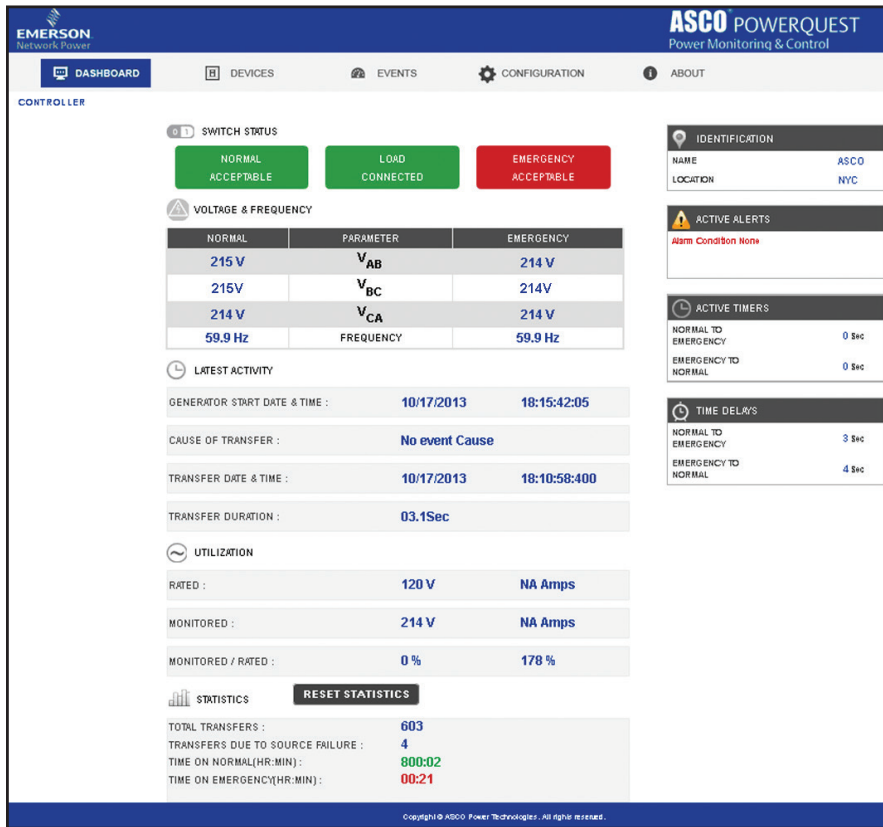 EMERSON
Network Power
ASCO POWERQUEST
Power Monitoring & Control
DASHBOARD
DEVICES
EVENTS
CONFIGURATION
ABOUT
CONTROLLER
0 1 SWITCH STATUS
NORMAL ACCEPTABLE
LOAD CONNECTED
EMERGENCY ACCEPTABLE
VOLTAGE & FREQUENCY
NORMAL PARAMETER EMERGENCY
215 V VAB 214 V
215V VBC 214V
214 V VCA 214 V
59.9 Hz FREQUENCY 59.9 Hz
LATEST ACTIVITY
GENERATOR START DATE & TIME : 10/17/2013 18:15:42:05
CAUSE OF TRANSFER : No event Cause
TRANSFER DATE & TIME : 10/17/2013 18:10:58:400
TRANSFER DURATION : 03.1Sec
UTILIZATION
RATED : 120 V NA Amps
MONITORED : 214 V NA Amps
MONITORED / RATED : 0 % 178 %
STATISTICS RESET STATISTICS
TOTAL TRANSFERS : 603
TRANSFERS DUE TO SOURCE FAILURE : 4
TIME ON NORMAL(HR:MIN) : 800:02
TIME ON EMERGENCY(HR:MIN) : 00:21
IDENTIFICATION
NAME ASCO
LOCATION NYC
ACTIVE ALERTS
Alarm Condition None
ACTIVE TIMERS
NORMAL TO EMERGENCY 0 Sec
EMERGENCY TO NORMAL 0 Sec
TIME DELAYS
NORMAL TO EMERGENCY 3 Sec
EMERGENCY TO NORMAL 4 Sec
Copyright © ASCO Power Technologies. All rights reserved.